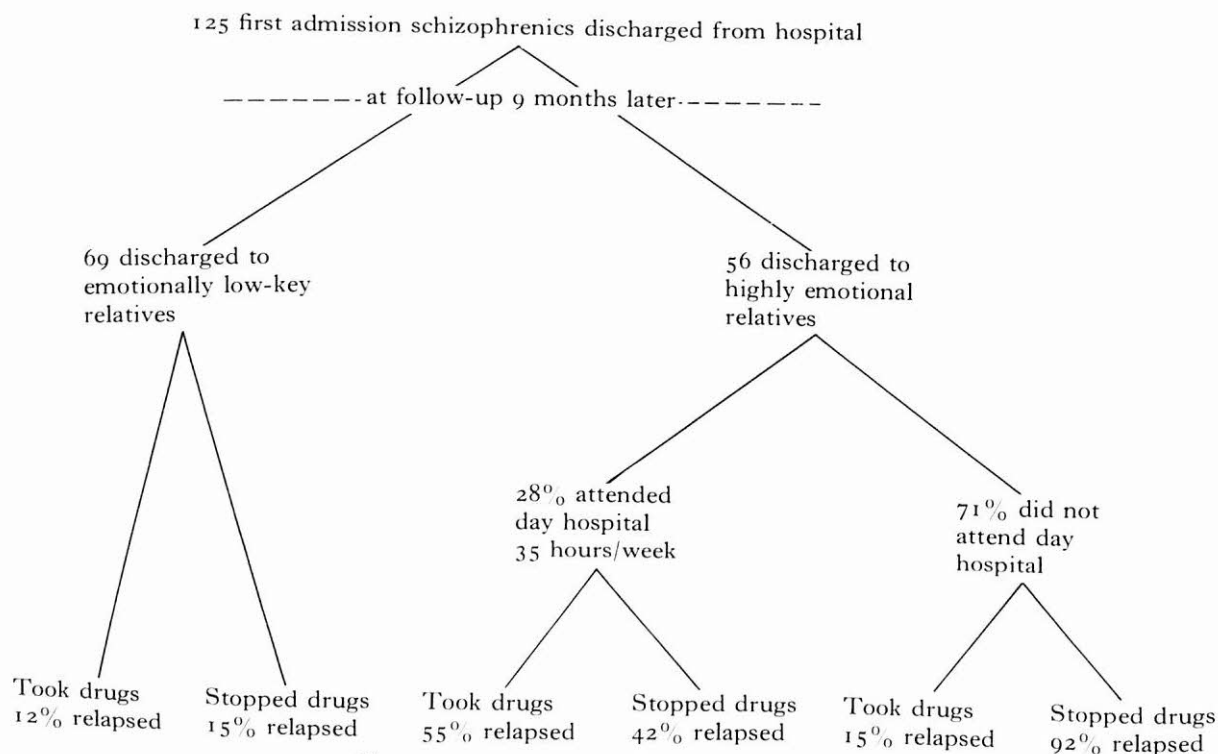 125 first admission schizophrenics discharged from hospital
at follow-up 9 months later
69 discharged to
emotionally low-key
relatives
56 discharged to
highly emotional
relatives
28% attended
day hospital
35 hours/week
71% did not
attend day
hospital
Took drugs
12% relapsed
Stopped drugs
15% relapsed
Took drugs
55% relapsed
Stopped drugs
42% relapsed
Took drugs
15% relapsed
Stopped drugs
92% relapsed